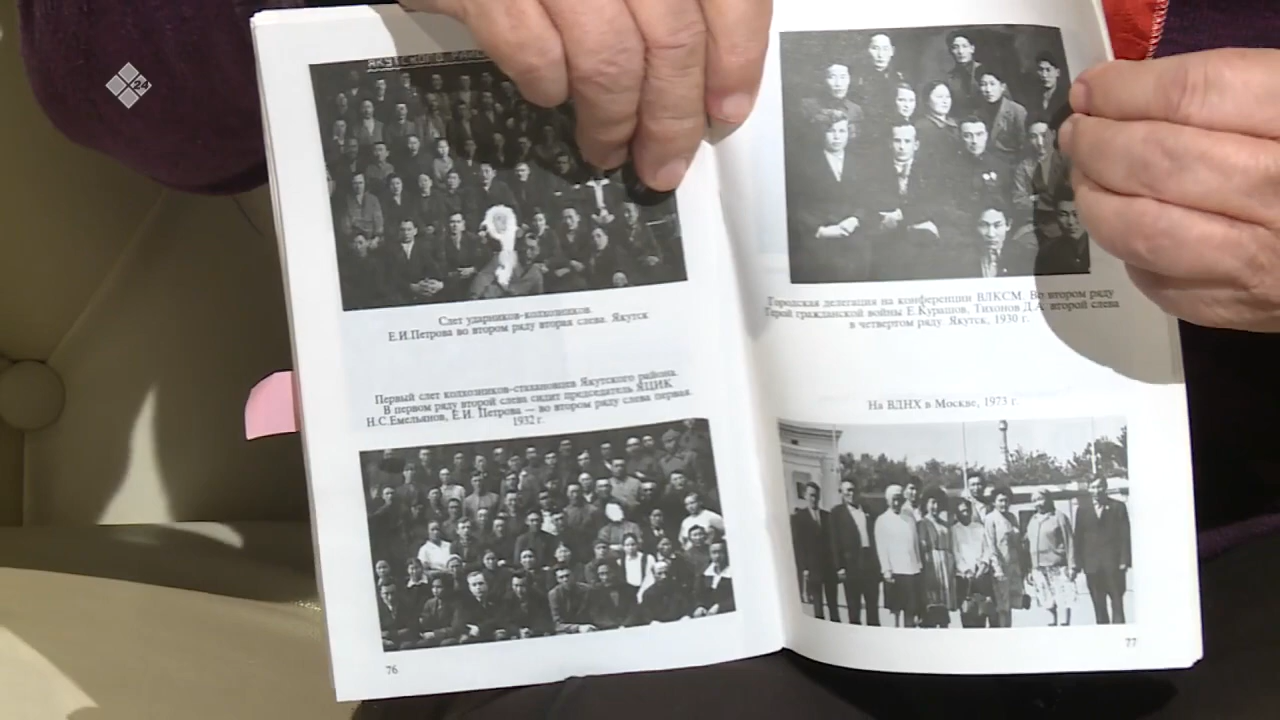 24
ЯКУТСКОГО
Слет ударников-колхозников.
Е.И.Петрова во втором ряду вторая слева. Якутск
Первый слет колхозников-стахановцев Якутского района.
В первом ряду второй слева сидит председатель ЯЦИК
Н.С.Емельянов, Е.И. Петрова — во втором ряду слева первая.
1932 г.
76
Городская делегация на конференции ВЛКСМ. Во втором ряду
Герой гражданской войны Е.Курашов, Тихонов Д.А. второй слева
в четвертом ряду. Якутск, 1930 г.
На ВДНХ в Москве, 1973 г.
77